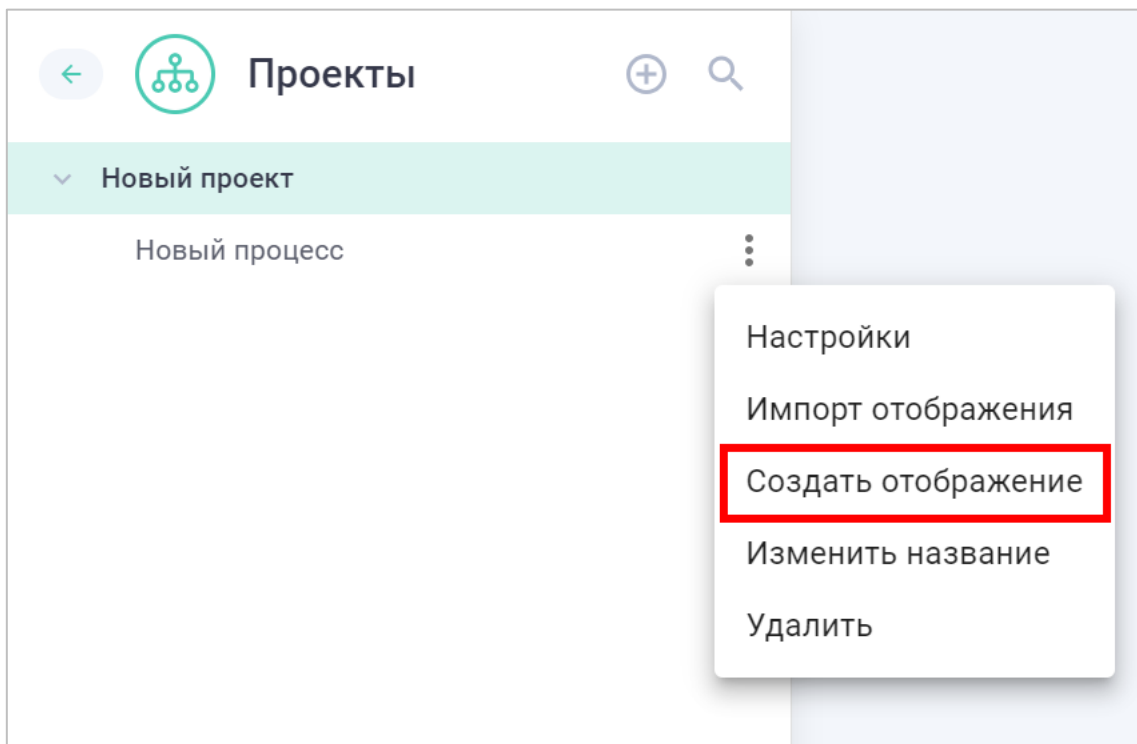 Проекты
Новый проект
Новый процесс
Настройки
Импорт отображения
Создать отображение
Изменить название
Удалить